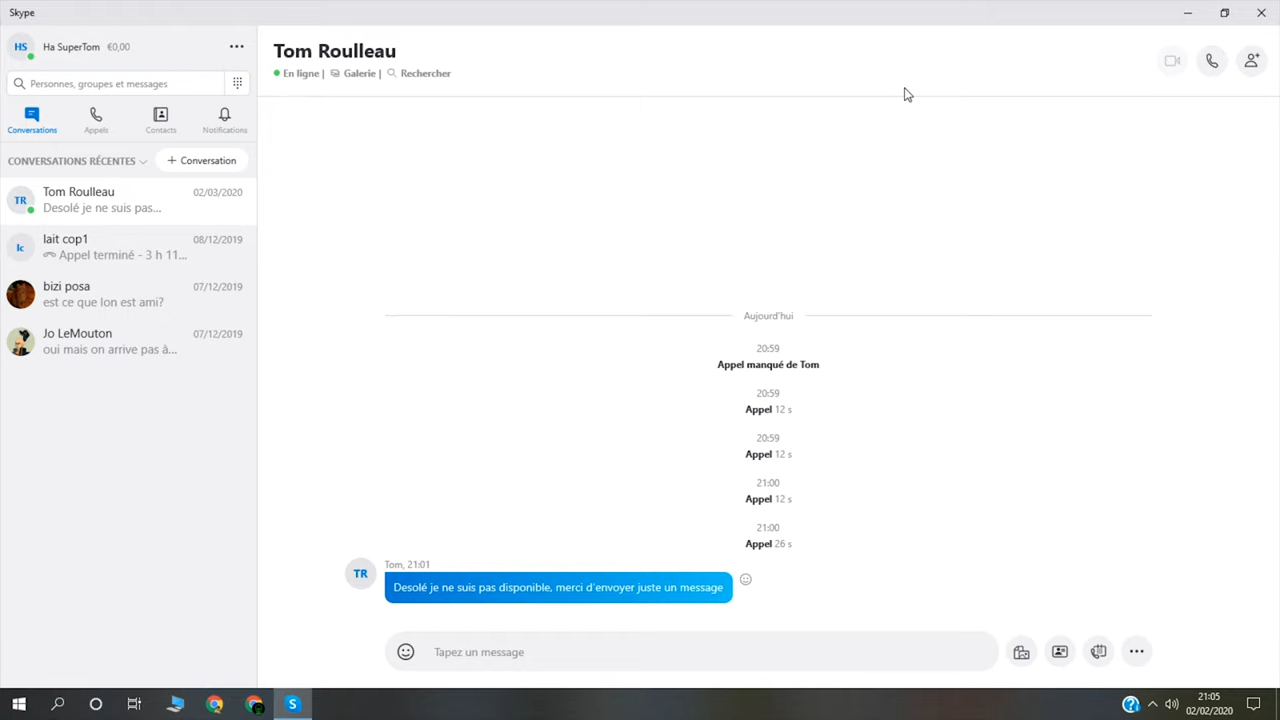 Skype
HS Ha SuperTom €0,00
Personnes, groupes et messages
Conversations Appels Contacts Notifications
CONVERSATIONS RÉCENTES + Conversation
TR Tom Roulleau 02/03/2020
Desolé je ne suis pas...
lc lait cop1 08/12/2019
Appel terminé - 3 h 11...
bizi posa 07/12/2019
est ce que lon est ami?
Jo LeMouton 07/12/2019
oui mais on arrive pas à...
Tom Roulleau
En ligne | Galerie | Rechercher
Aujourd'hui
20:59
Appel manqué de Tom
20:59
Appel 12 s
20:59
Appel 12 s
21:00
Appel 12 s
21:00
Appel 26 s
Tom, 21:01
TR Desolé je ne suis pas disponible, merci d'envoyer juste un message
Tapez un message
21:05
02/02/2020